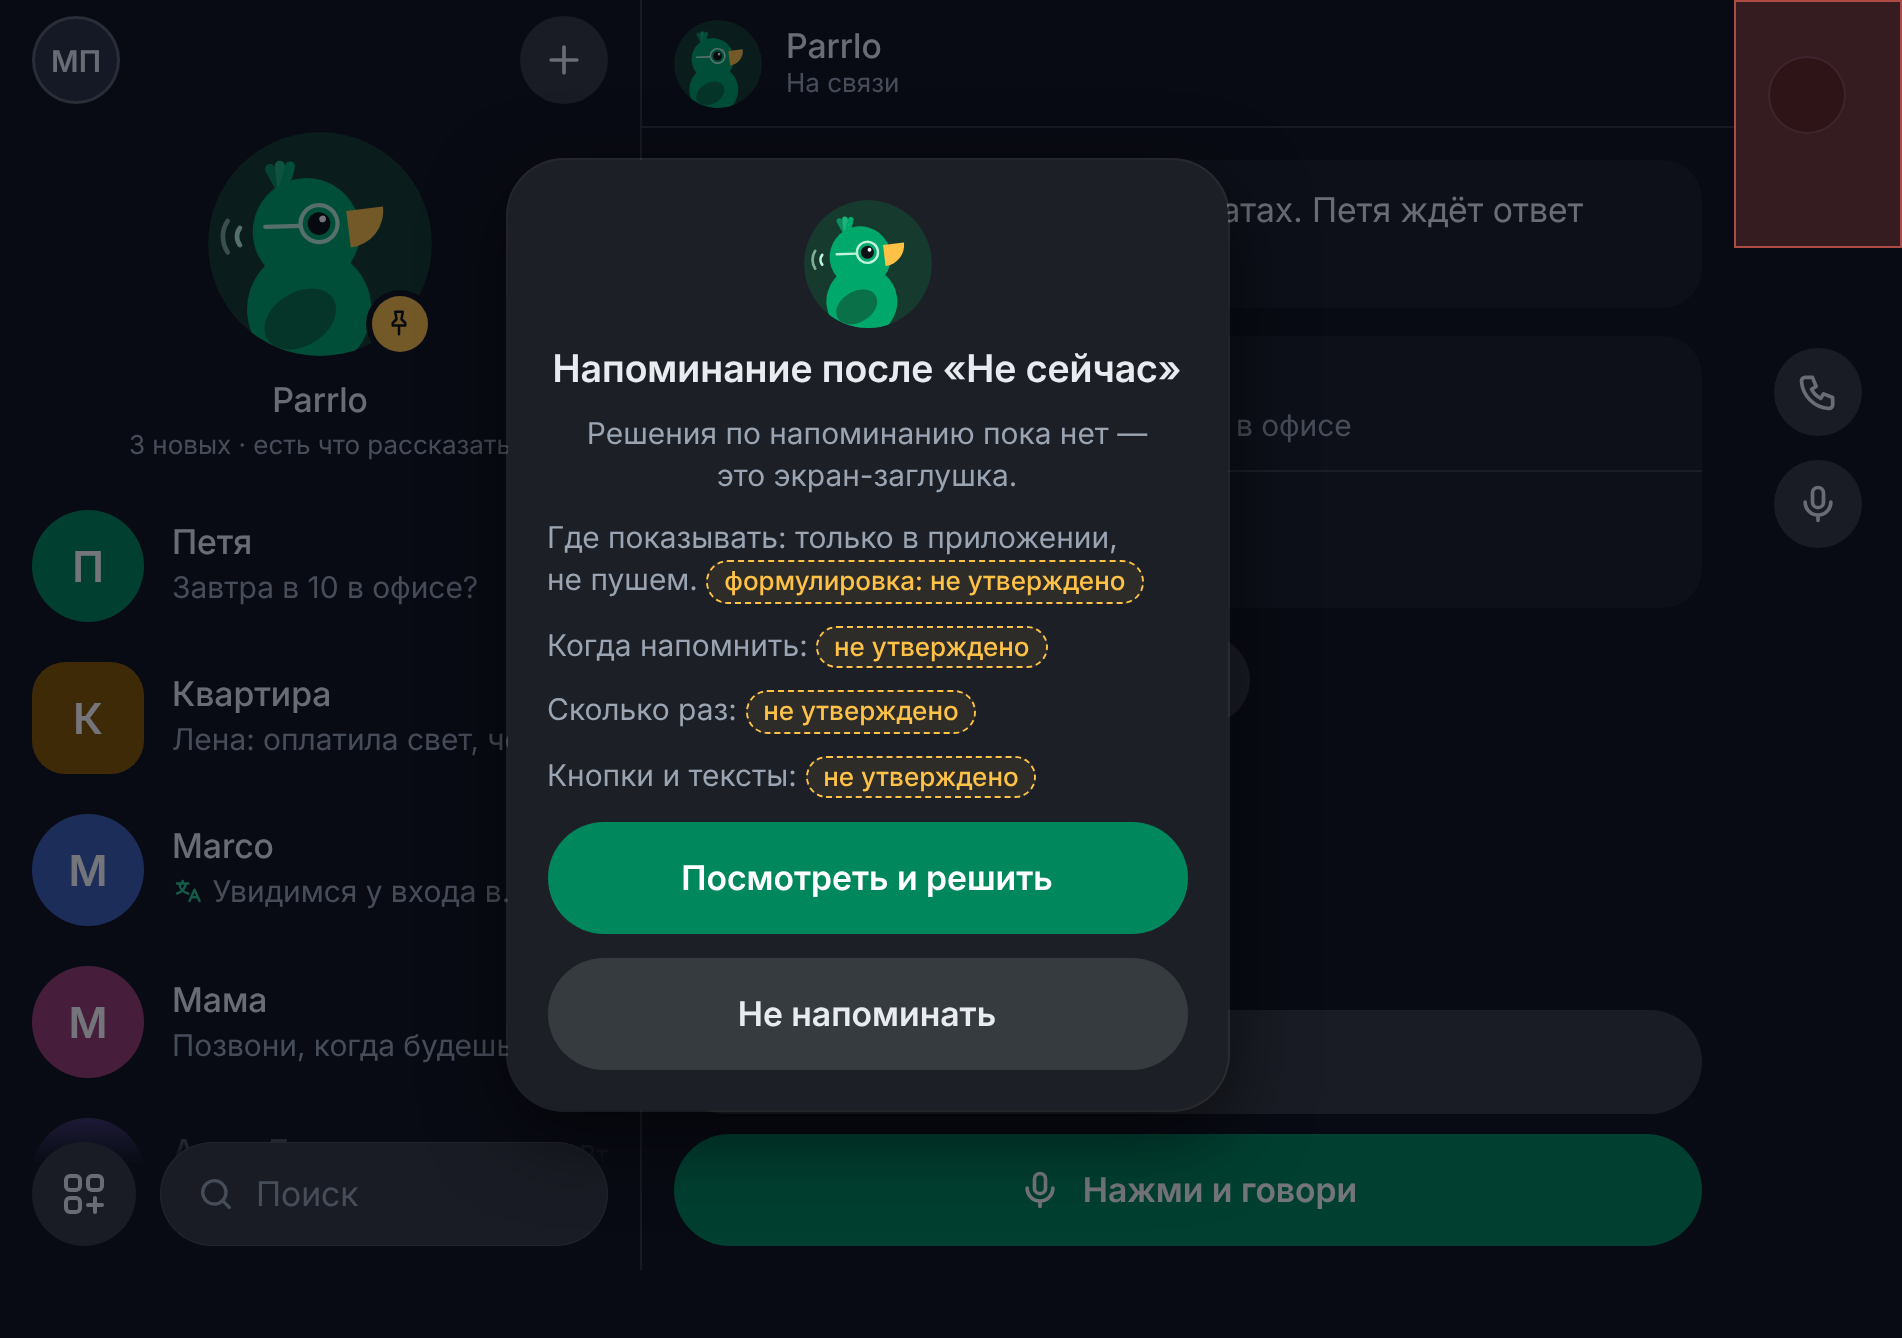 МП
Parrlo
На связи
Parrlo
3 новых · есть что рассказать
П
Петя
Завтра в 10 в офисе?
К
Квартира
Лена: оплатила свет,
М
Marco
Увидимся у входа в.
М
Мама
Позвони, когда будешь
Поиск
Петя ждёт ответ
в офисе
Напоминание после «Не сейчас»
Решения по напоминанию пока нет —
это экран-заглушка.
Где показывать: только в приложении,
не пушем. формулировка: не утверждено
Когда напомнить: не утверждено
Сколько раз: не утверждено
Кнопки и тексты: не утверждено
Посмотреть и решить
Не напоминать
Нажми и говори